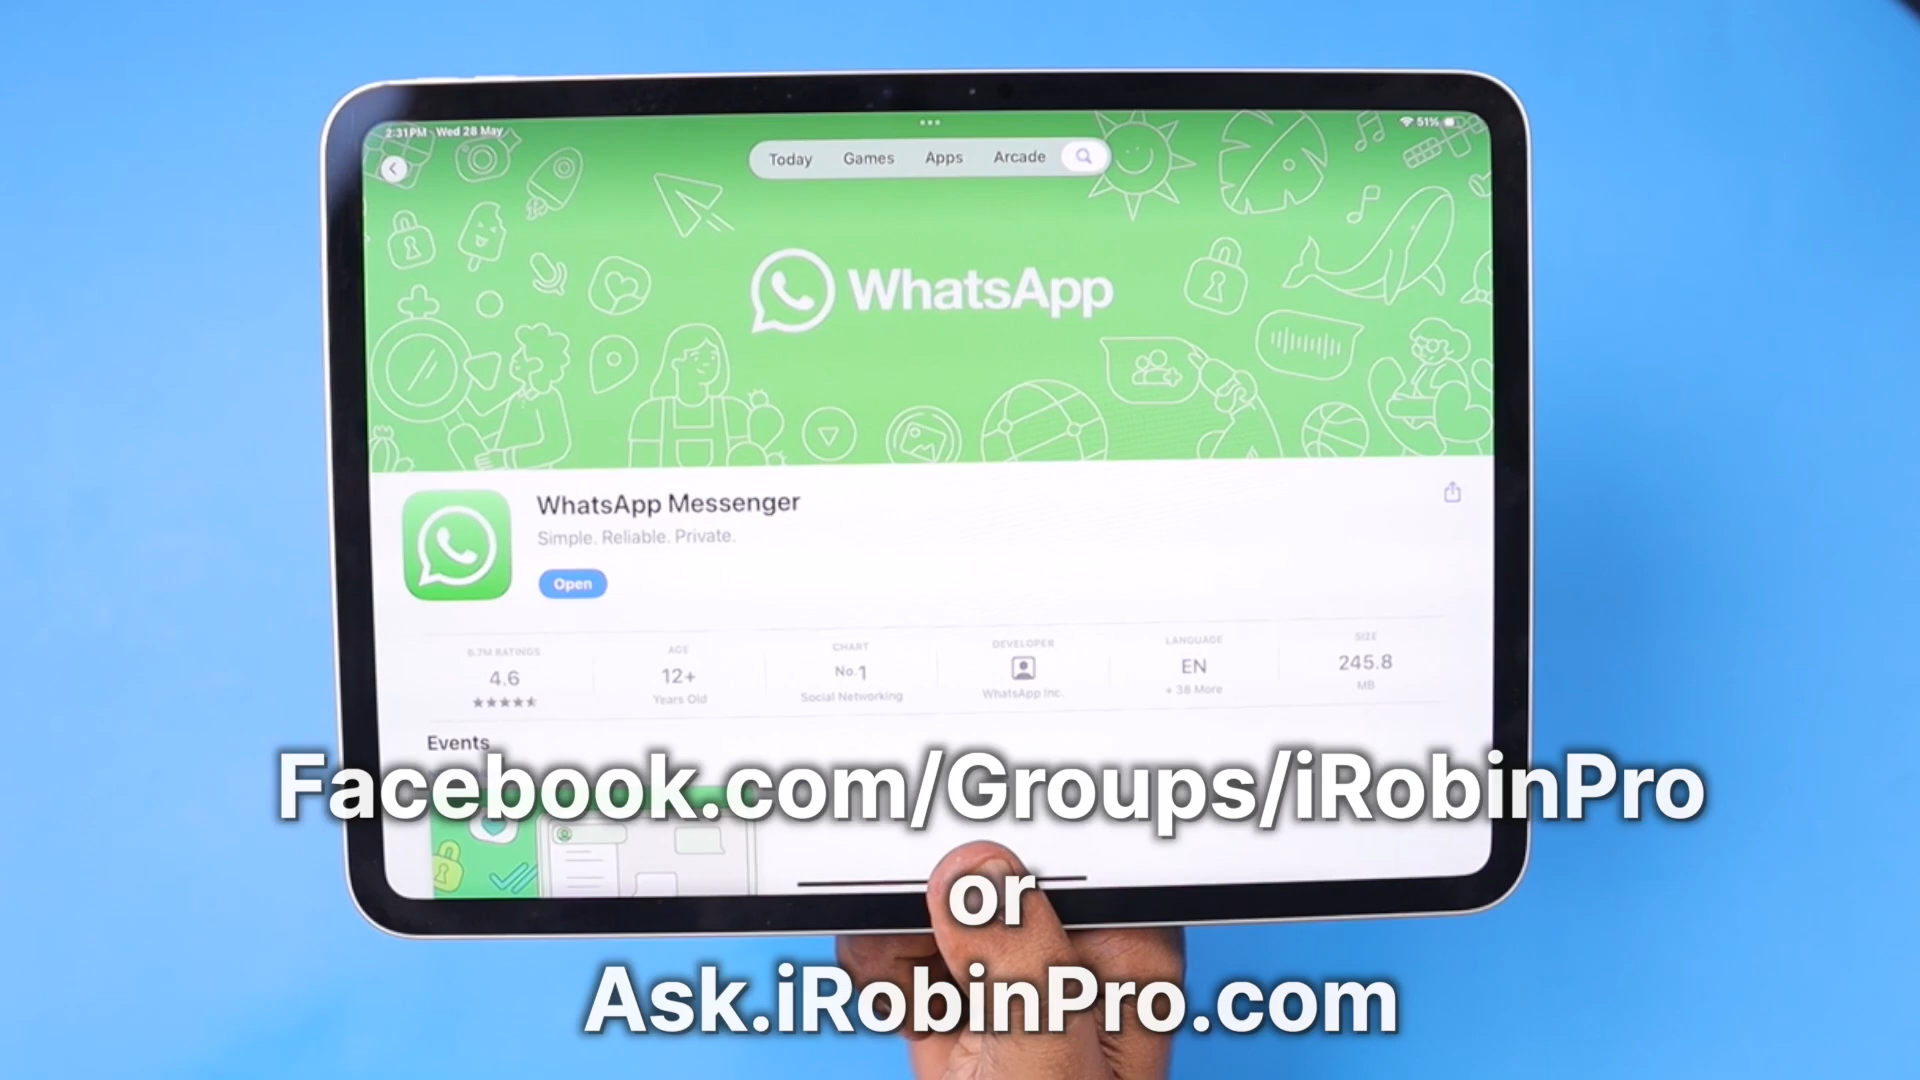 2:31PM Wed 28 May
51%
Today Games Apps Arcade
WhatsApp
WhatsApp Messenger
Simple. Reliable. Private.
Open
RATINGS AGE CHART DEVELOPER LANGUAGE SIZE
4.6 12+ No.1 EN 245.8
Years Old Social Networking WhatsApp Inc. + 38 More MB
Events
Facebook.com/Groups/iRobinPro
or
Ask.iRobinPro.com